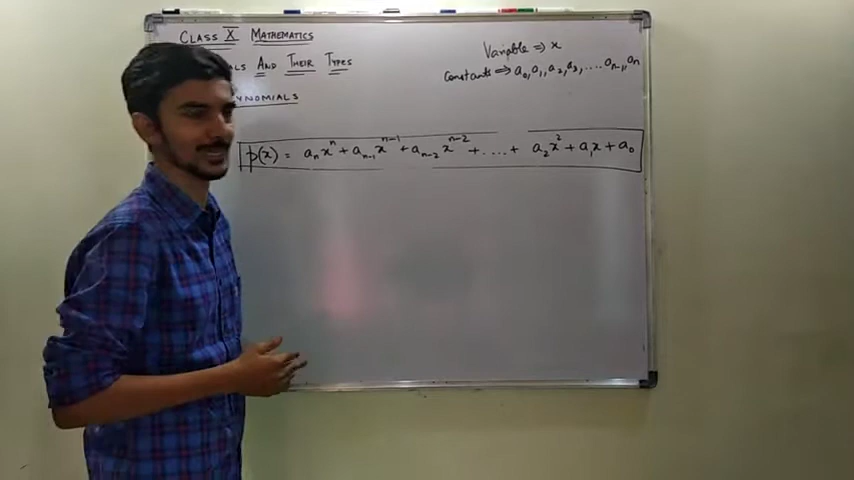 CLASS X MATHEMATICS
ALS AND THEIR TYPES
YNOMIALS
Variable ⇒ x
Constants ⇒ a₀, a₁, a₂, a₃, .... aₙ₋₁, aₙ
p(x) = aₙxⁿ + aₙ₋₁xⁿ⁻¹ + aₙ₋₂xⁿ⁻² + .... + a₂x² + a₁x + a₀